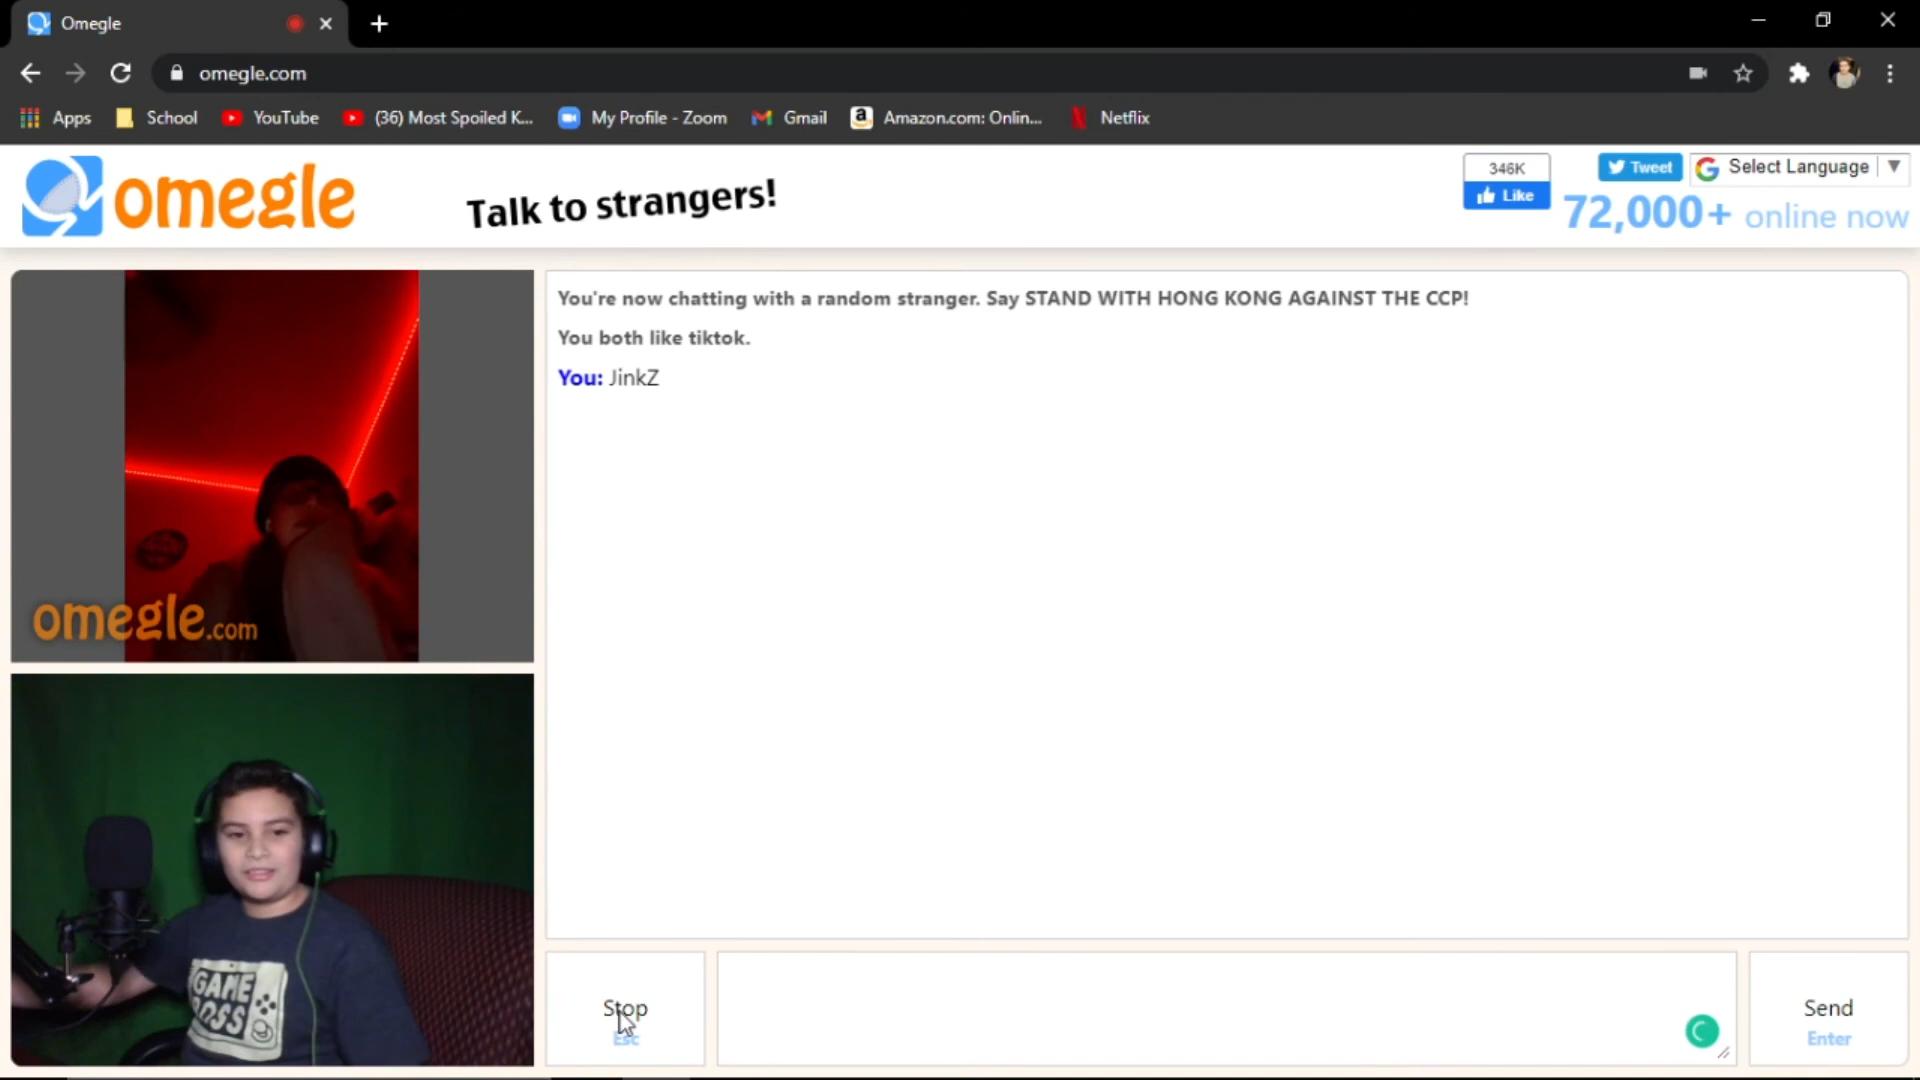 Omegle
omegle.com
Apps
School
YouTube
(36) Most Spoiled K...
My Profile - Zoom
Gmail
Amazon.com: Onlin...
Netflix
omegle
Talk to strangers!
346K
Like
Tweet
Select Language
72,000+ online now
You're now chatting with a random stranger. Say STAND WITH HONG KONG AGAINST THE CCP!
You both like tiktok.
You: JinkZ
omegle.com
GAME
BOSS
Stop
Esc
Send
Enter